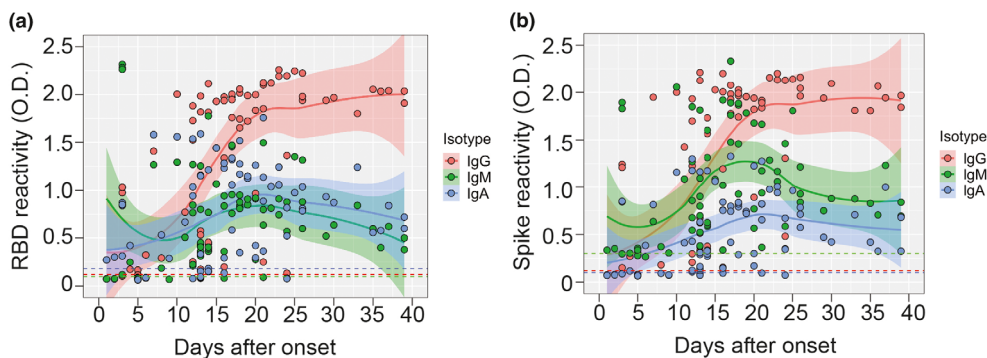 (a)
RBD reactivity (O.D.)
2.5
2.0
1.5
1.0
0.5
0
0 5 10 15 20 25 30 35 40
Days after onset
Isotype
IgG
IgM
IgA
(b)
Spike reactivity (O.D.)
2.5
2.0
1.5
1.0
0.5
0
0 5 10 15 20 25 30 35 40
Days after onset
Isotype
IgG
IgM
IgA